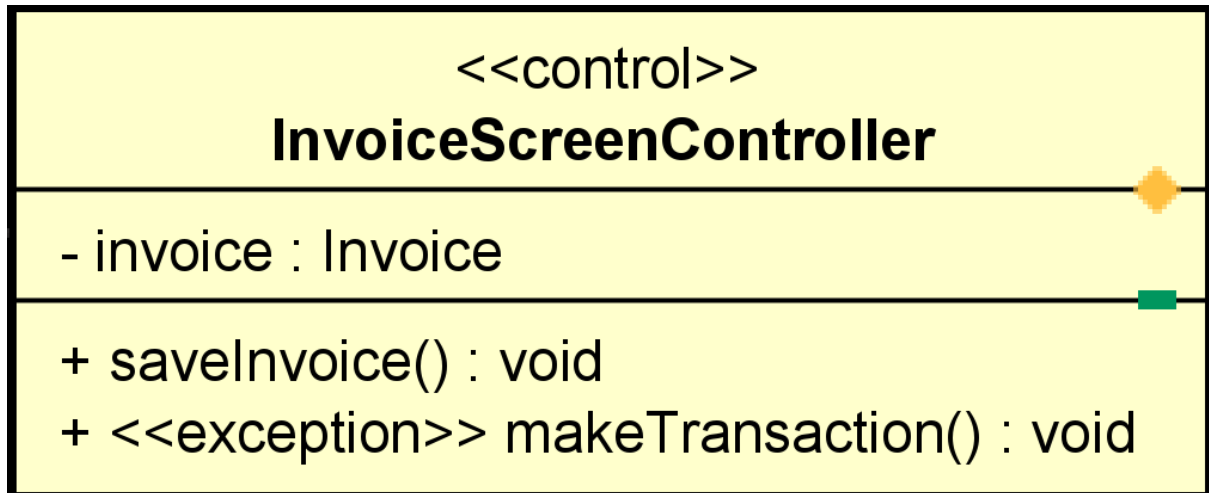 <<control>>
InvoiceScreenController
- invoice : Invoice
+ saveInvoice() : void
+ <<exception>> makeTransaction() : void